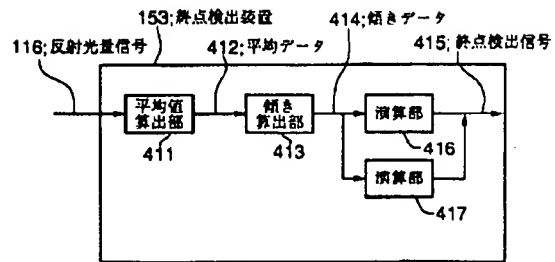 153;終点検出装置
414;傾きデータ
116;反射光量信号
412;平均データ
415;終点検出信号
平均値
算出部
411
傾き
算出部
413
演算部
416
演算部
417